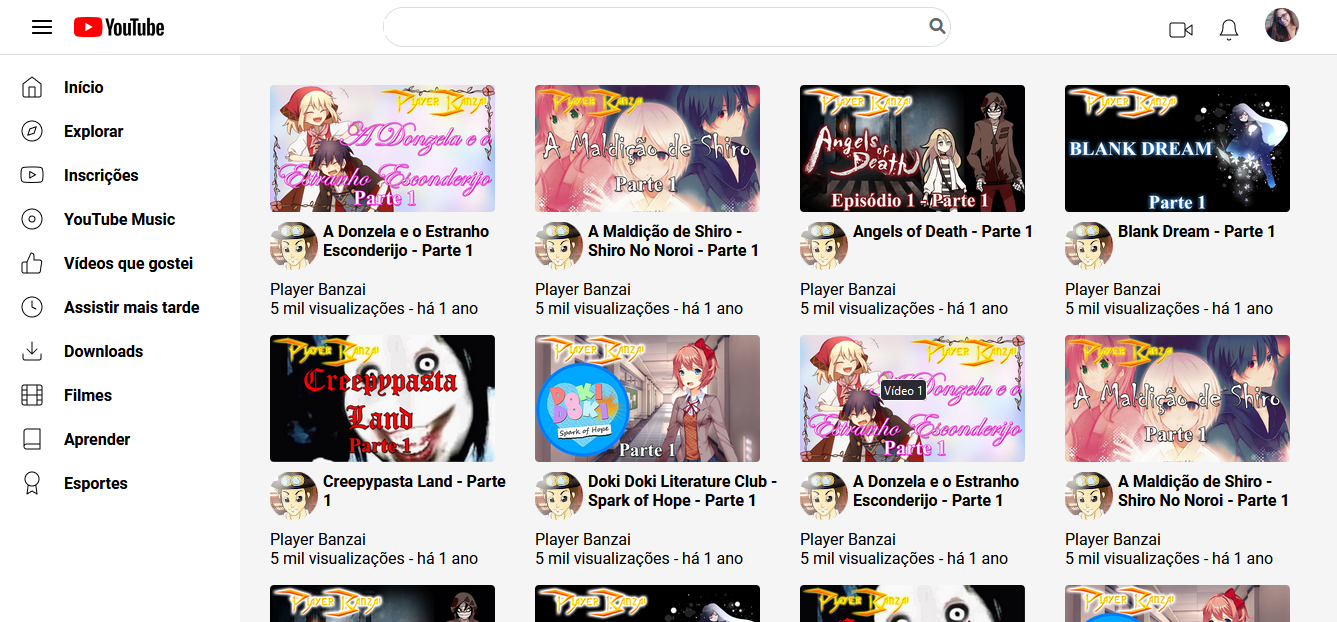 YouTube
Início
Explorar
Inscrições
YouTube Music
Vídeos que gostei
Assistir mais tarde
Downloads
Filmes
Aprender
Esportes
Player Banzai
A Donzela e o
Estranho Esconderijo
Parte 1
A Donzela e o Estranho
Esconderijo - Parte 1
Player Banzai
5 mil visualizações - há 1 ano
Player Banzai
A Maldição de Shiro
Parte 1
A Maldição de Shiro -
Shiro No Noroi - Parte 1
Player Banzai
5 mil visualizações - há 1 ano
Player Banzai
Angels of
Death
Episódio 1 - Parte 1
Angels of Death - Parte 1
Player Banzai
5 mil visualizações - há 1 ano
Player Banzai
BLANK DREAM
Parte 1
Blank Dream - Parte 1
Player Banzai
5 mil visualizações - há 1 ano
Player Banzai
Creepypasta
Land
Parte 1
Creepypasta Land - Parte
1
Player Banzai
5 mil visualizações - há 1 ano
Player Banzai
DOKI
DOKI
Spark of Hope
Parte 1
Doki Doki Literature Club -
Spark of Hope - Parte 1
Player Banzai
5 mil visualizações - há 1 ano
Player Banzai
Vídeo 1
A Donzela e o
Estranho Esconderijo
Parte 1
A Donzela e o Estranho
Esconderijo - Parte 1
Player Banzai
5 mil visualizações - há 1 ano
Player Banzai
A Maldição de Shiro
Parte 1
A Maldição de Shiro -
Shiro No Noroi - Parte 1
Player Banzai
5 mil visualizações - há 1 ano
Player Banzai
Player Banzai
Player Banzai
Player Banzai